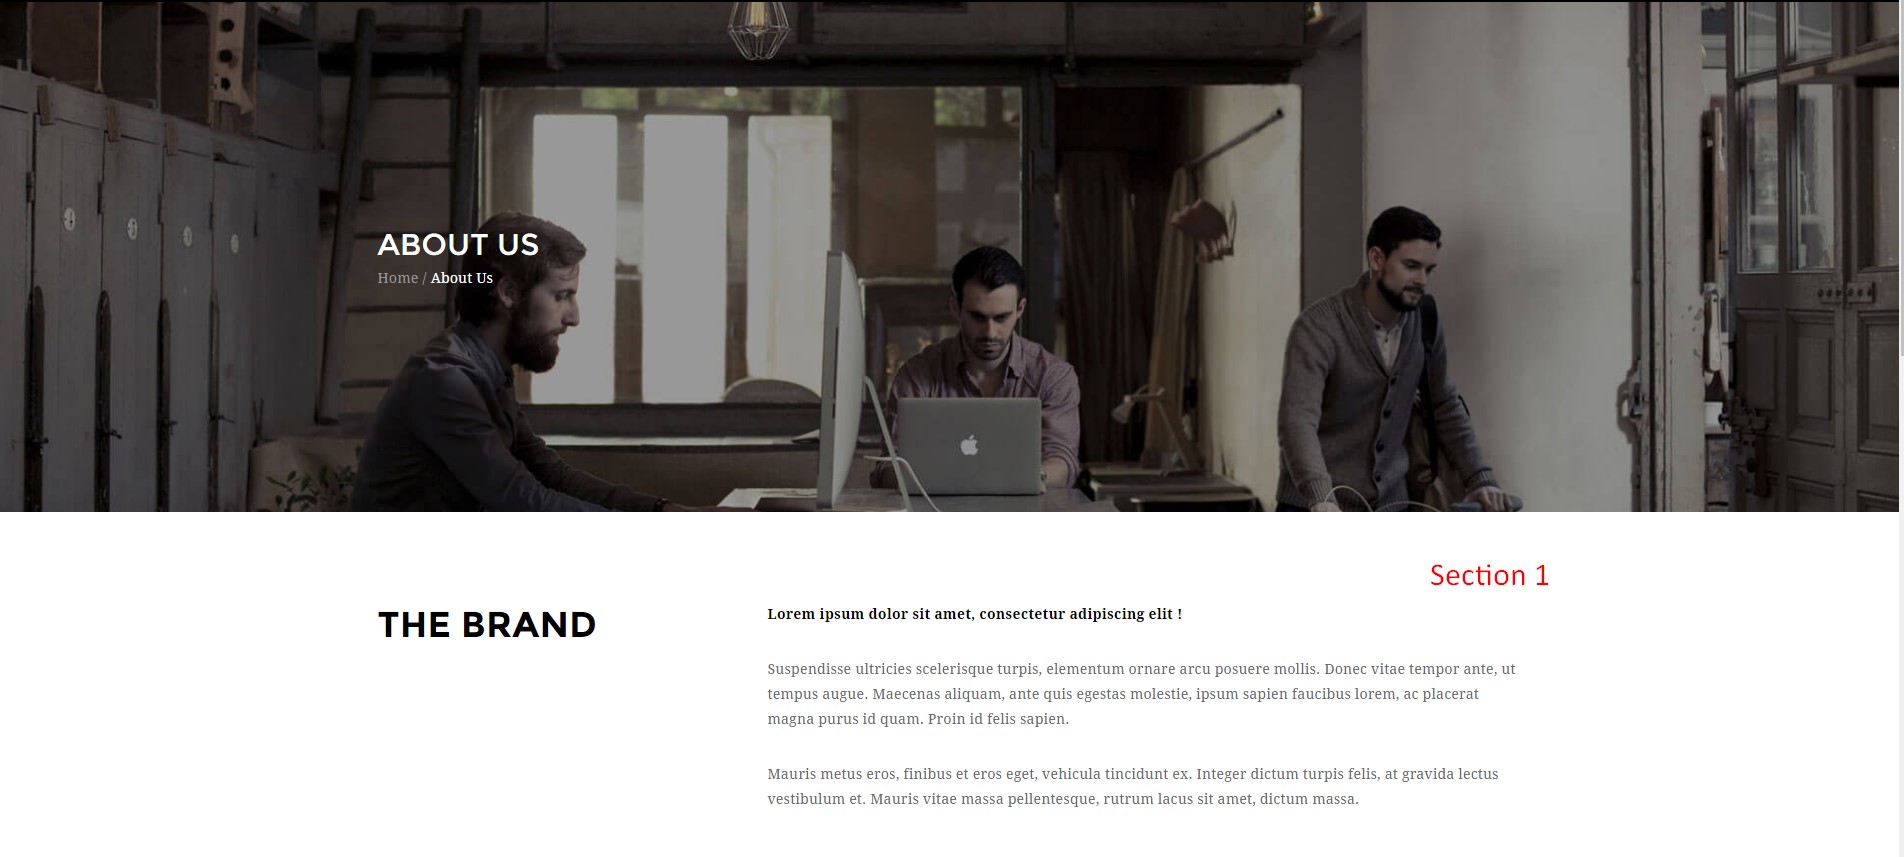 ABOUT US
Home / About Us
Section 1
THE BRAND
Lorem ipsum dolor sit amet, consectetur adipiscing elit !
Suspendisse ultricies scelerisque turpis, elementum ornare arcu posuere mollis. Donec vitae tempor ante, ut
tempus augue. Maecenas aliquam, ante quis egestas molestie, ipsum sapien faucibus lorem, ac placerat
magna purus id quam. Proin id felis sapien.
Mauris metus eros, finibus et eros eget, vehicula tincidunt ex. Integer dictum turpis felis, at gravida lectus
vestibulum et. Mauris vitae massa pellentesque, rutrum lacus sit amet, dictum massa.